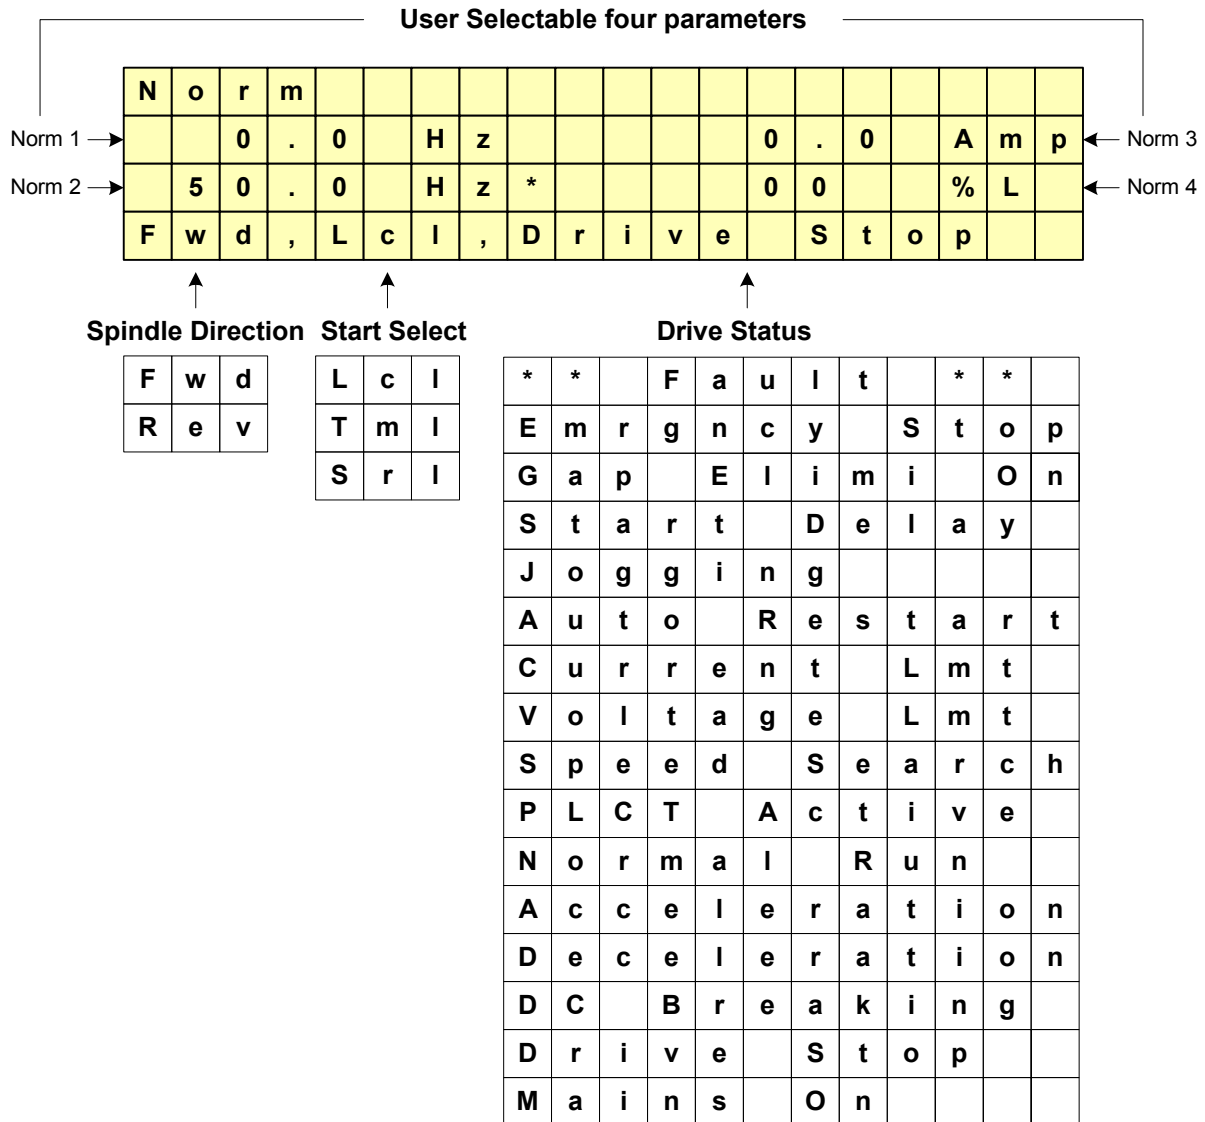 User Selectable four parameters
Norm
Norm 1
0.0 Hz 0.0 Amp
Norm 3
Norm 2
50.0 Hz* 00 %L
Norm 4
Fwd,Lcl,Drive Stop
Spindle Direction
Start Select
Drive Status
Fwd
Rev
Lcl
Tml
Srl
** Fault **
Emrgncy Stop
Gap Elimi On
Start Delay
Jogging
Auto Restart
Current Lmt
Voltage Lmt
Speed Search
PLCT Active
Normal Run
Acceleration
Deceleration
DC Breaking
Drive Stop
Mains On